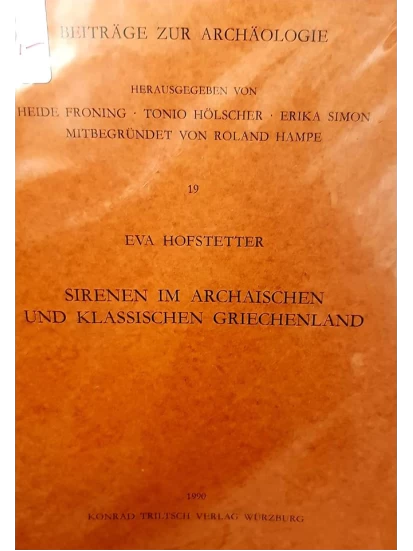 BEITRÄGE ZUR ARCHÄOLOGIE
HERAUSGEGEBEN VON
HEIDE FRONING · TONIO HÖLSCHER · ERIKA SIMON
MITBEGRÜNDET VON ROLAND HAMPE
19
EVA HOFSTETTER
SIRENEN IM ARCHAISCHEN
UND KLASSISCHEN GRIECHENLAND
1990
KONRAD TRILTSCH VERLAG WÜRZBURG